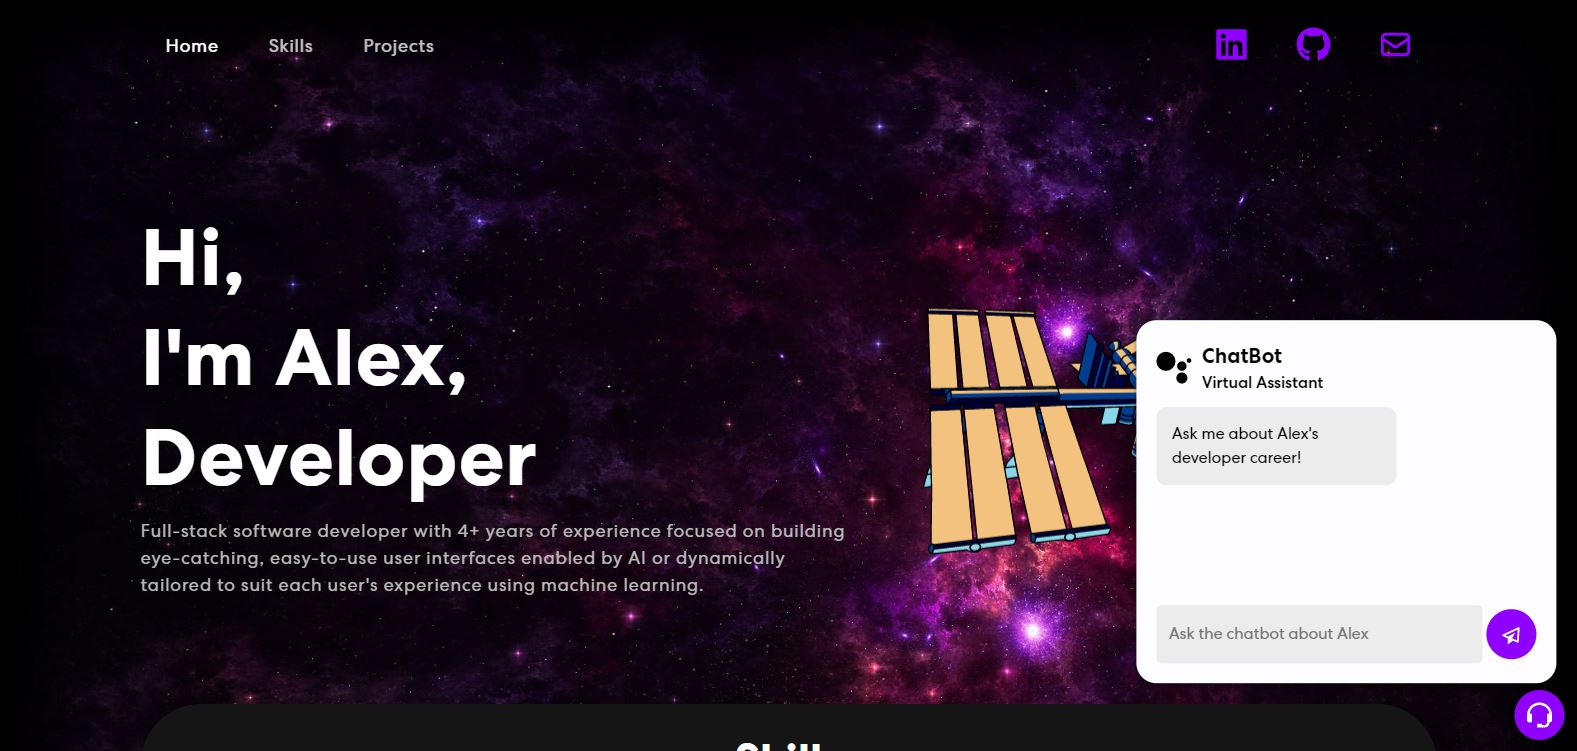 Home Skills Projects
Hi,
I'm Alex,
Developer
Full-stack software developer with 4+ years of experience focused on building
eye-catching, easy-to-use user interfaces enabled by AI or dynamically
tailored to suit each user's experience using machine learning.
ChatBot
Virtual Assistant
Ask me about Alex's
developer career!
Ask the chatbot about Alex